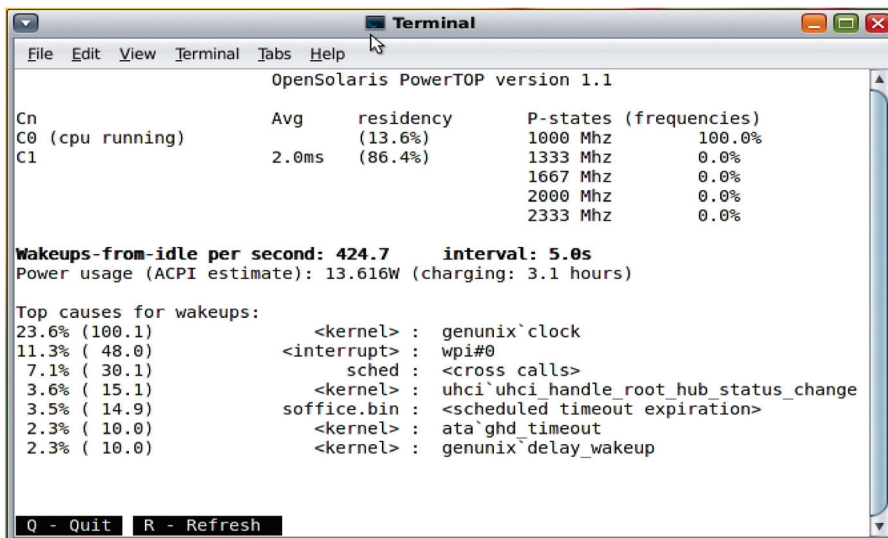 Terminal
File Edit View Terminal Tabs Help
OpenSolaris PowerTOP version 1.1
Cn Avg residency P-states (frequencies)
C0 (cpu running) (13.6%) 1000 Mhz 100.0%
C1 2.0ms (86.4%) 1333 Mhz 0.0%
1667 Mhz 0.0%
2000 Mhz 0.0%
2333 Mhz 0.0%
Wakeups-from-idle per second: 424.7 interval: 5.0s
Power usage (ACPI estimate): 13.616W (charging: 3.1 hours)
Top causes for wakeups:
23.6% (100.1) <kernel> : genunix`clock
11.3% ( 48.0) <interrupt> : wpi#0
7.1% ( 30.1) sched : <cross calls>
3.6% ( 15.1) <kernel> : uhci`uhci_handle_root_hub_status_change
3.5% ( 14.9) soffice.bin : <scheduled timeout expiration>
2.3% ( 10.0) <kernel> : ata`ghd_timeout
2.3% ( 10.0) <kernel> : genunix`delay_wakeup
Q - Quit R - Refresh